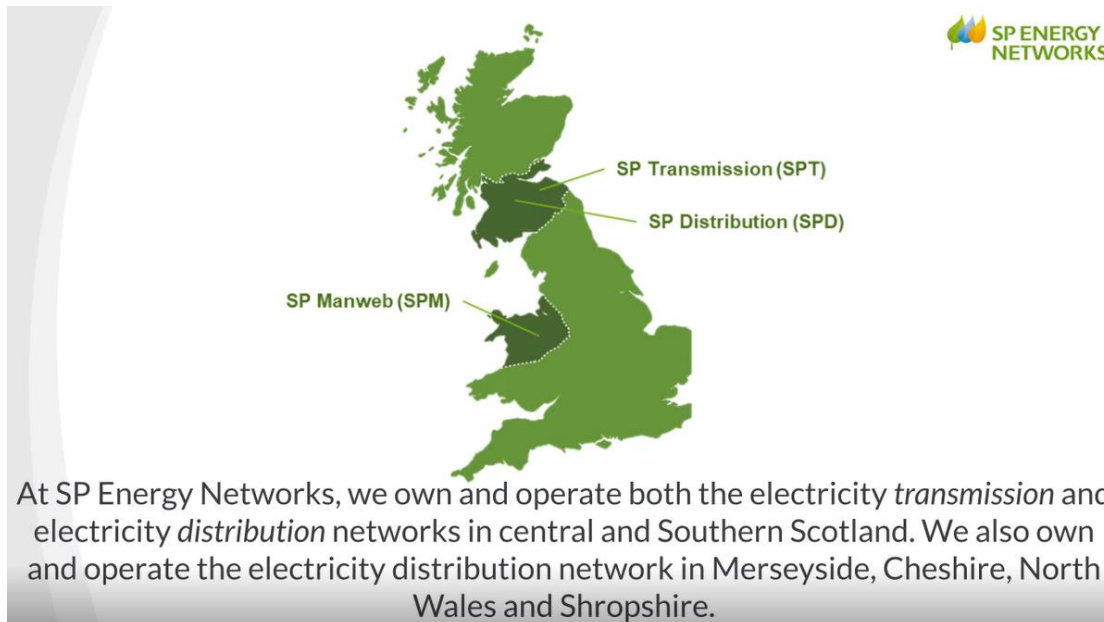 SP ENERGY
NETWORKS
SP Transmission (SPT)
SP Distribution (SPD)
SP Manweb (SPM)
At SP Energy Networks, we own and operate both the electricity transmission and
electricity distribution networks in central and Southern Scotland. We also own
and operate the electricity distribution network in Merseyside, Cheshire, North
Wales and Shropshire.